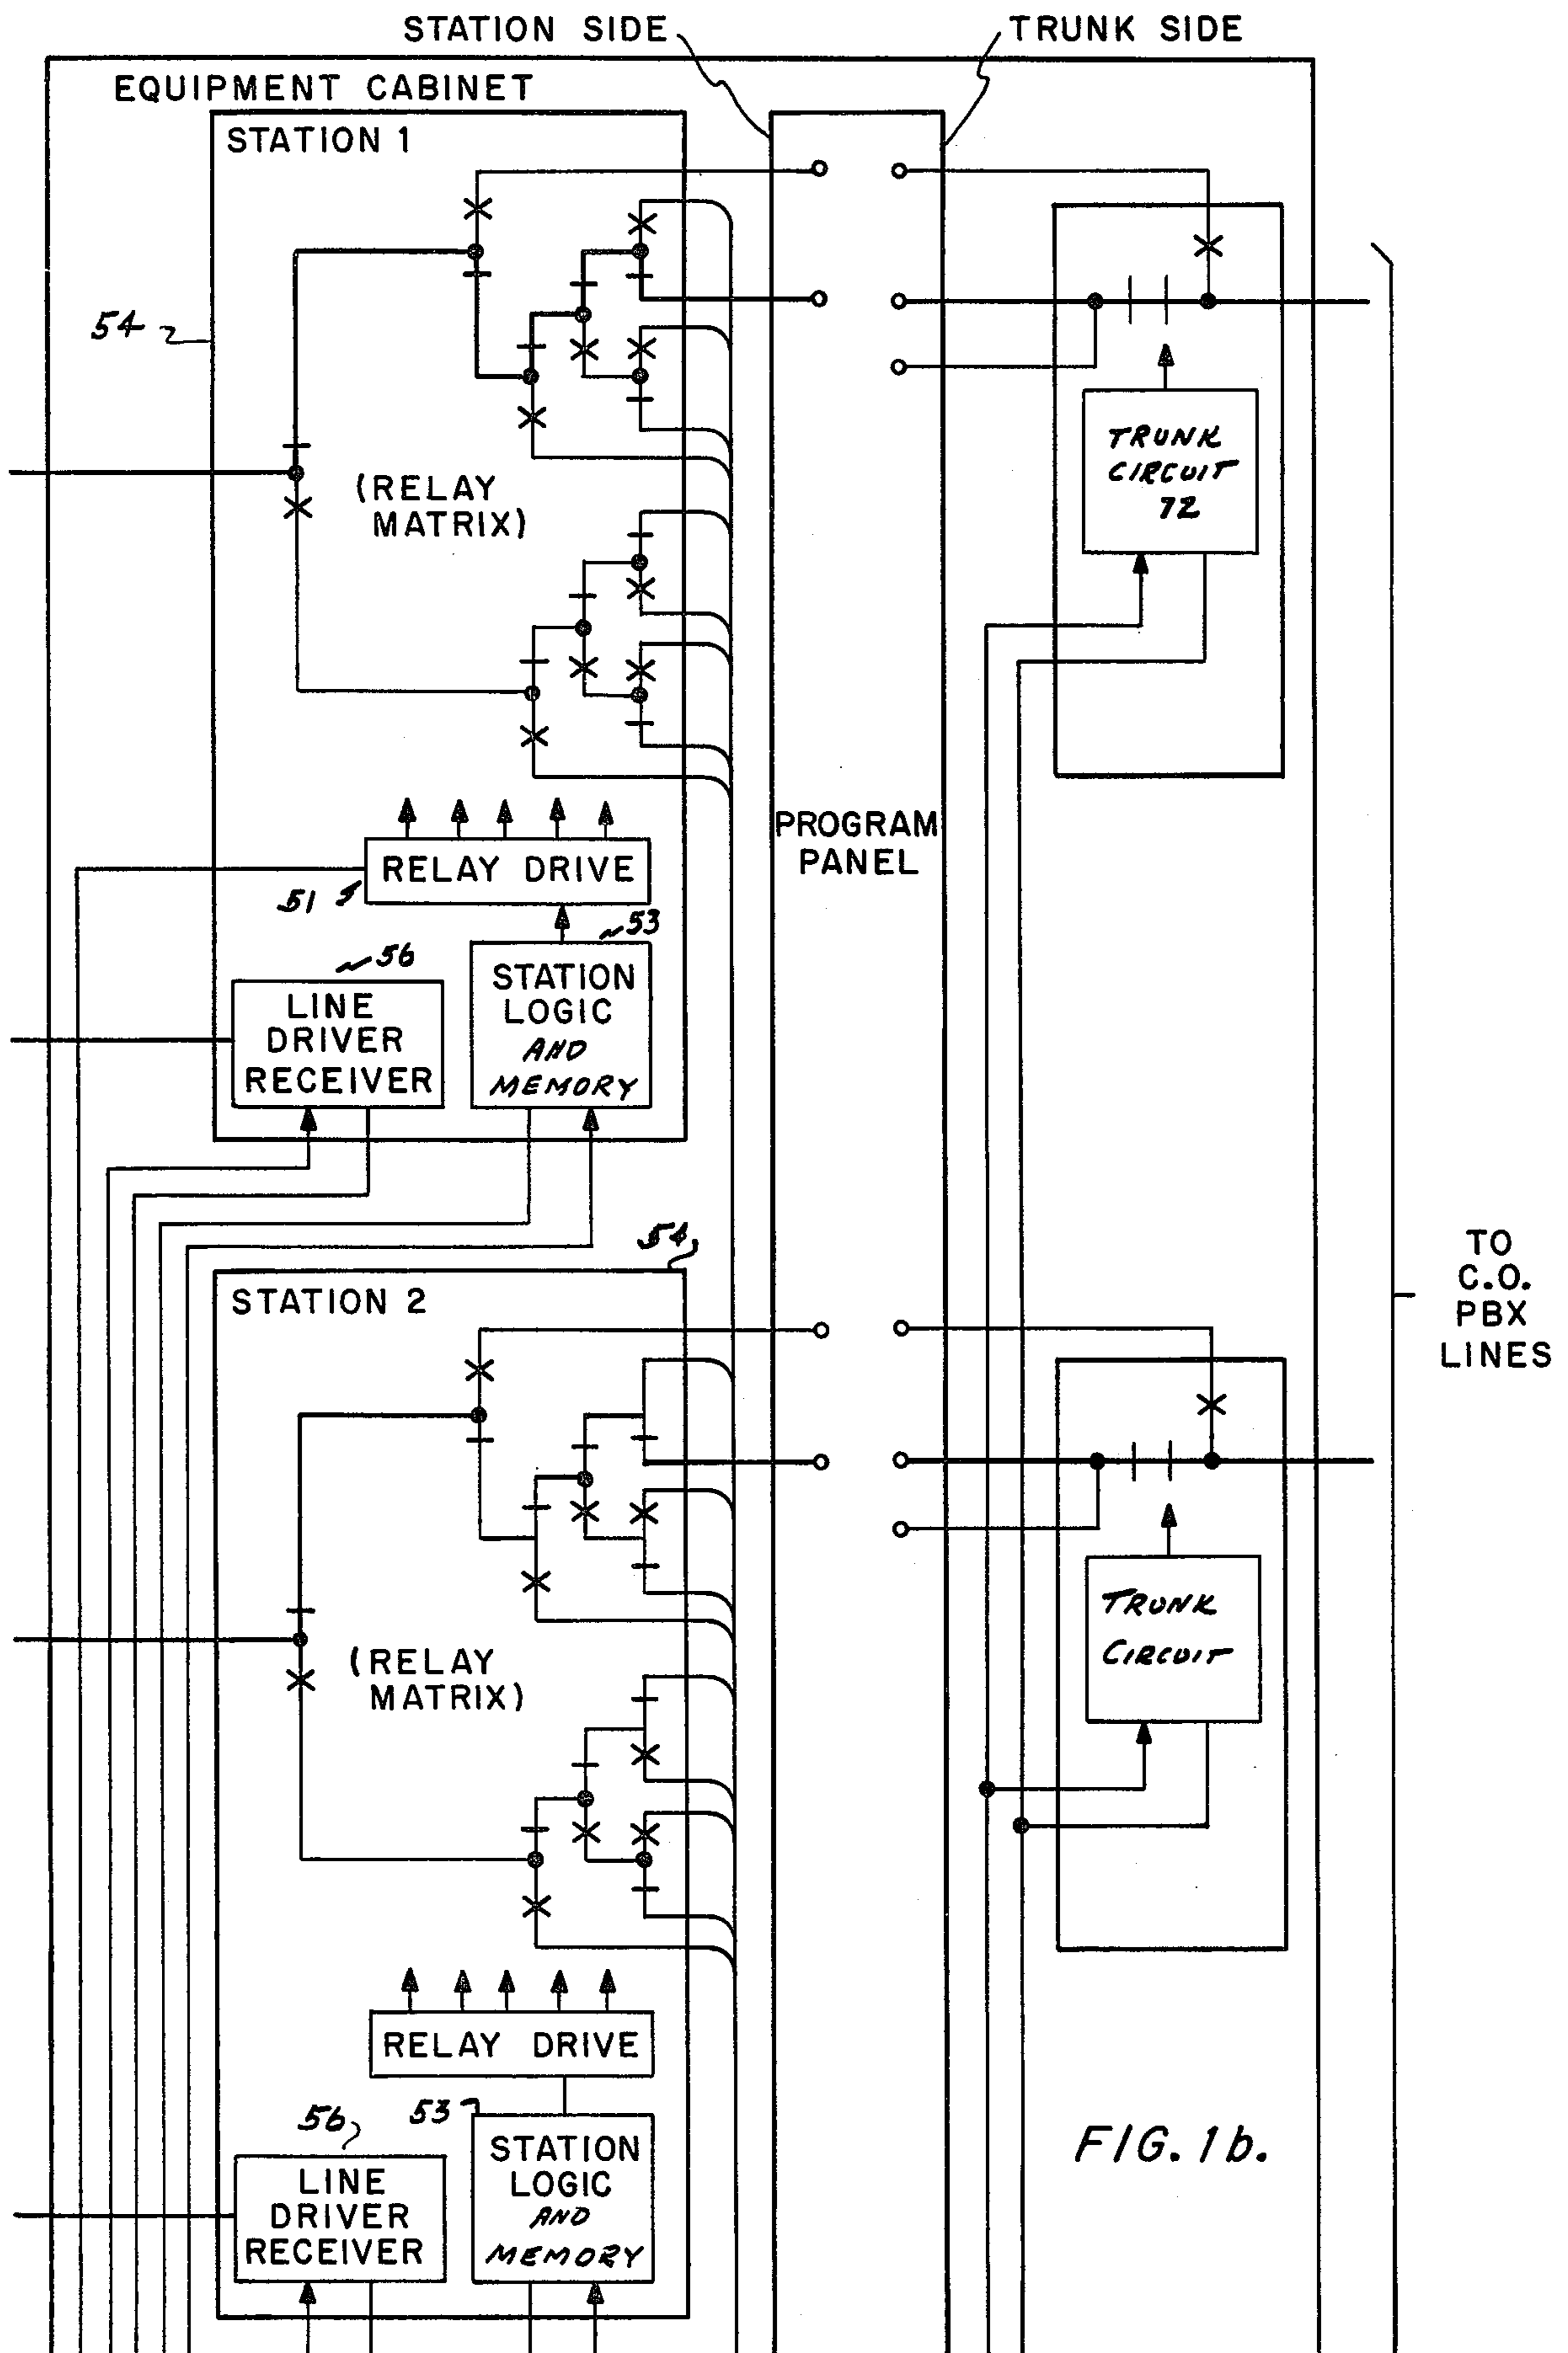 STATION SIDE
TRUNK SIDE
EQUIPMENT CABINET
STATION 1
54
(RELAY
MATRIX)
TRUNK
CIRCUIT
72
PROGRAM
PANEL
RELAY DRIVE
51
53
56
LINE
DRIVER
RECEIVER
STATION
LOGIC
AND
MEMORY
54
STATION 2
TO
C.O.
PBX
LINES
(RELAY
MATRIX)
TRUNK
CIRCUIT
RELAY DRIVE
53
56
LINE
DRIVER
RECEIVER
STATION
LOGIC
AND
MEMORY
FIG. 1b.